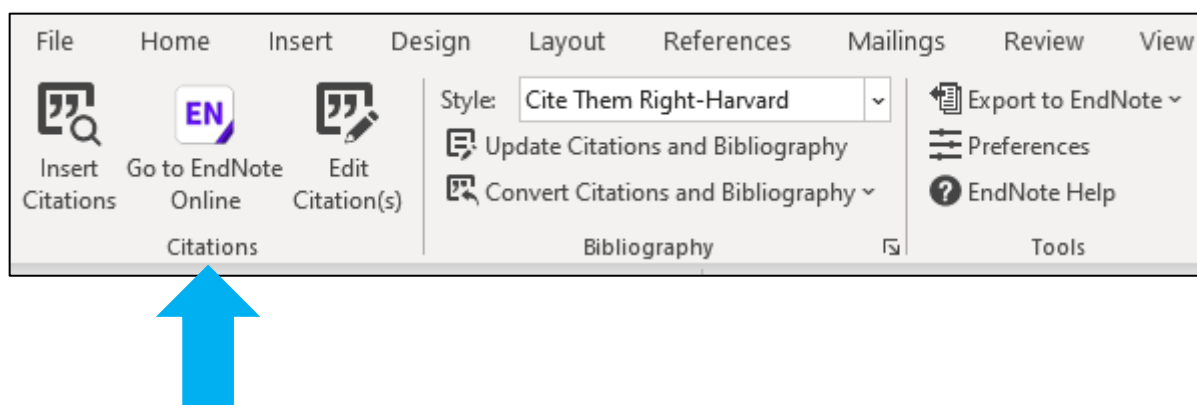 File Home Insert Design Layout References Mailings Review View
EN
Insert Citations
Go to EndNote Online
Edit Citation(s)
Citations
Style: Cite Them Right-Harvard
Update Citations and Bibliography
Convert Citations and Bibliography
Bibliography
Export to EndNote
Preferences
EndNote Help
Tools